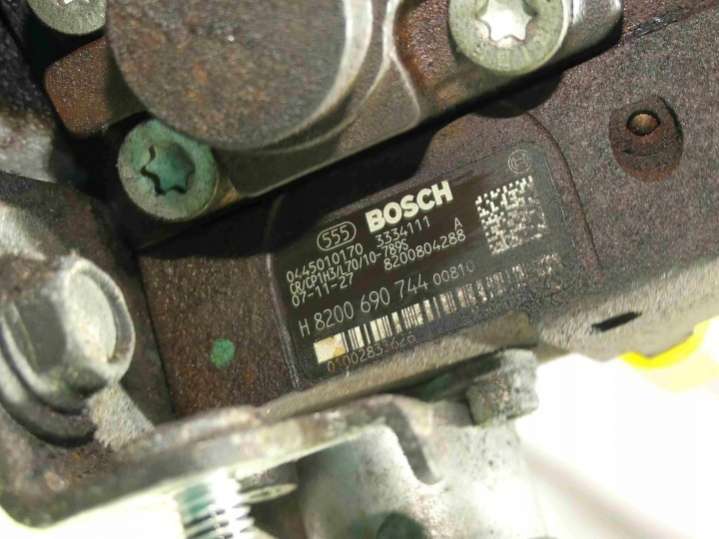 555 BOSCH
0445010170 3334111 A
CR/CP1H3/L70/10-789S
07-11-27 8200804288
H 8200 690 744 00810